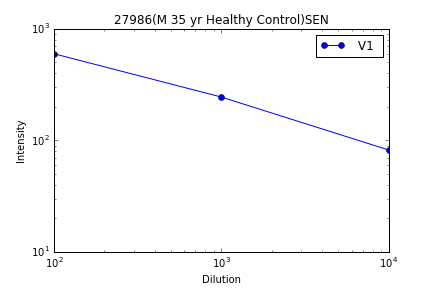 27986(M 35 yr Healthy Control)SEN
V1
Intensity
10³
10²
10¹
10²
10³
10⁴
Dilution